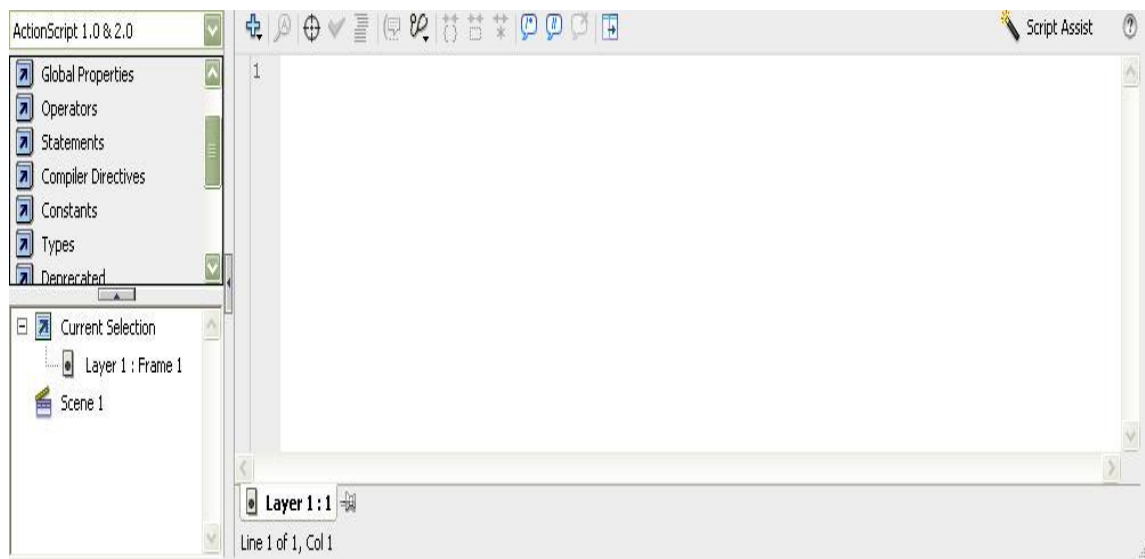 ActionScript 1.0 & 2.0
Script Assist
Global Properties
Operators
Statements
Compiler Directives
Constants
Types
Deprecated
1
Current Selection
Layer 1 : Frame 1
Scene 1
Layer 1 : 1
Line 1 of 1, Col 1